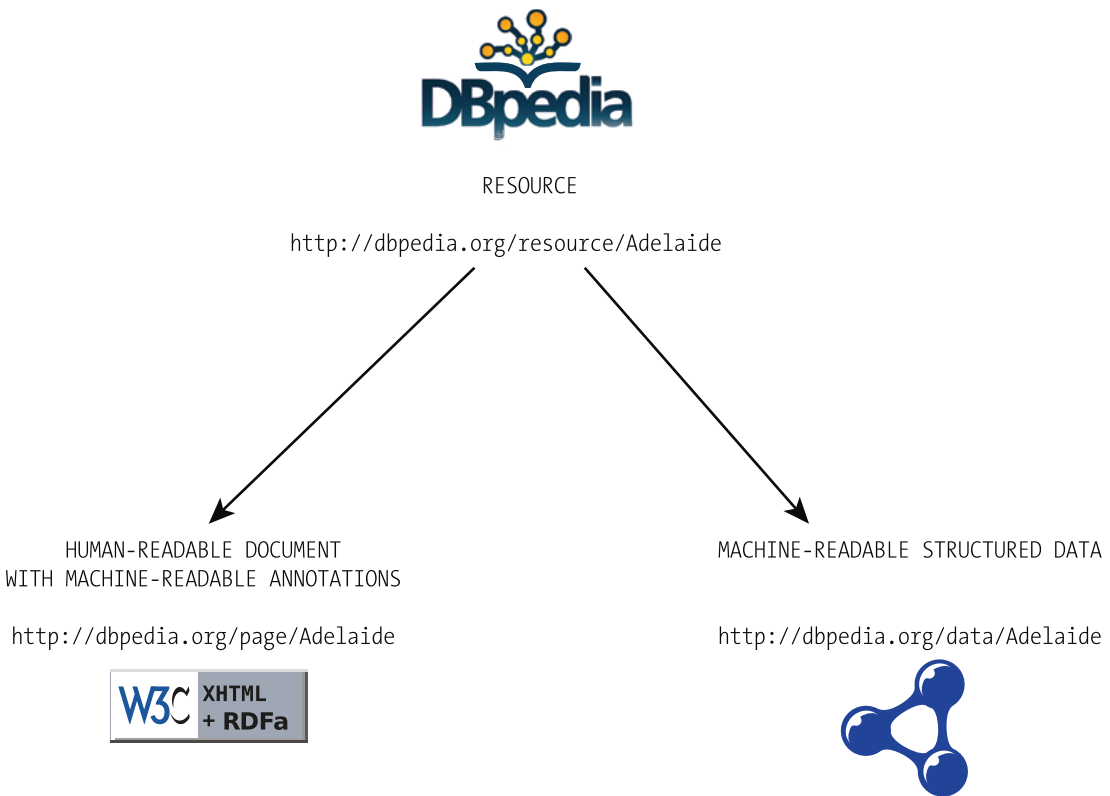 DBpedia
RESOURCE
http://dbpedia.org/resource/Adelaide
HUMAN-READABLE DOCUMENT
WITH MACHINE-READABLE ANNOTATIONS
http://dbpedia.org/page/Adelaide
W3C XHTML
+ RDFa
MACHINE-READABLE STRUCTURED DATA
http://dbpedia.org/data/Adelaide